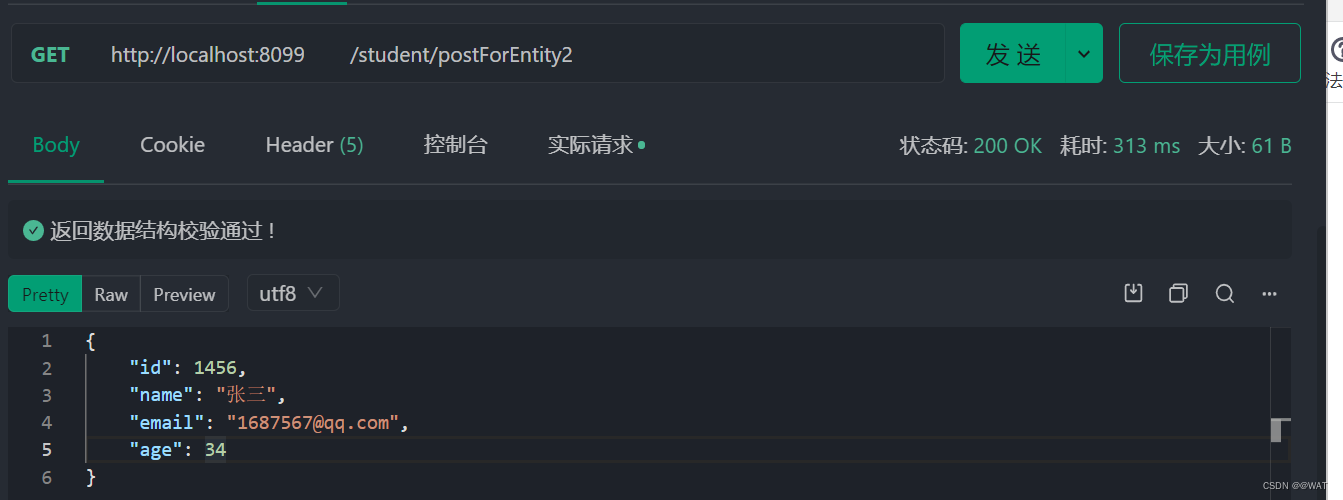 GET http://localhost:8099 /student/postForEntity2 发 送 保存为用例
法
Body Cookie Header (5) 控制台 实际请求 状态码: 200 OK 耗时: 313 ms 大小: 61 B
返回数据结构校验通过 !
Pretty Raw Preview utf8
1 {
2 "id": 1456,
3 "name": "张三",
4 "email": "1687567@qq.com",
5 "age": 34
6 }
CSDN @@WAT